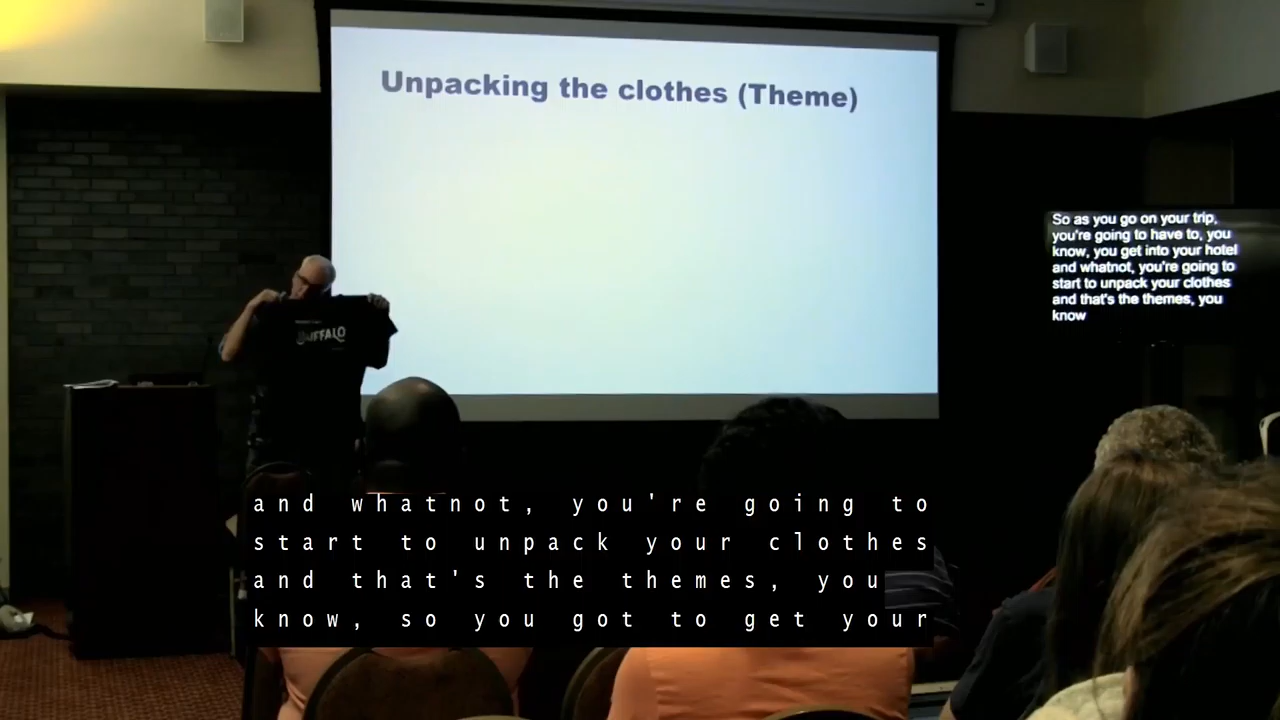 Unpacking the clothes (Theme)
BUFFALO
So as you go on your trip,
you're going to have to, you
know, you get into your hotel
and whatnot, you're going to
start to unpack your clothes
and that's the themes, you
know
and whatnot, you're going to
start to unpack your clothes
and that's the themes, you
know, so you got to get your